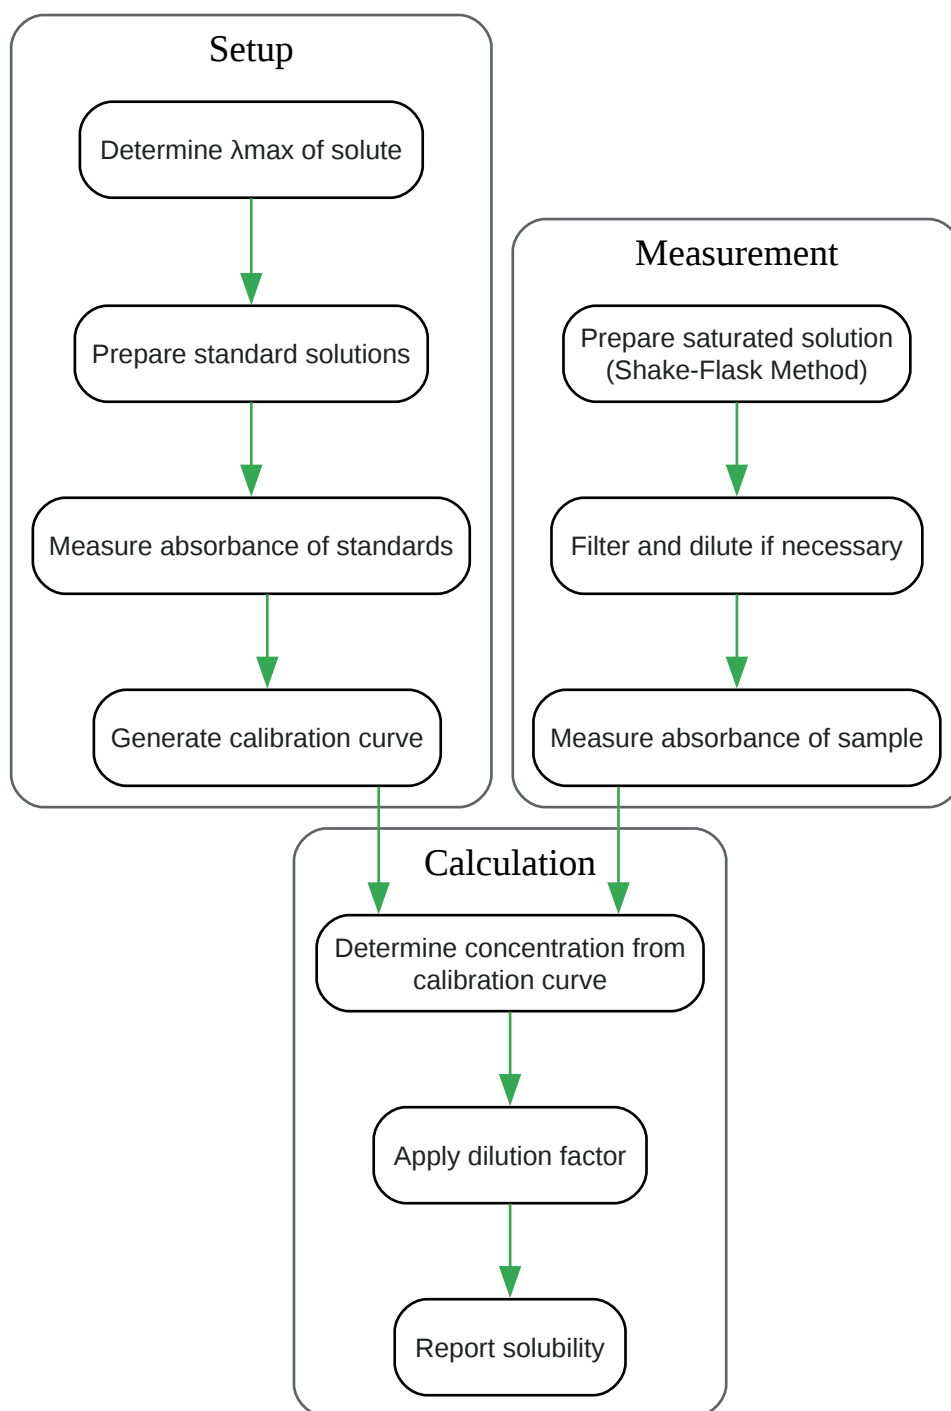 Setup
Determine λmax of solute
Prepare standard solutions
Measure absorbance of standards
Generate calibration curve
Measurement
Prepare saturated solution
(Shake-Flask Method)
Filter and dilute if necessary
Measure absorbance of sample
Calculation
Determine concentration from
calibration curve
Apply dilution factor
Report solubility